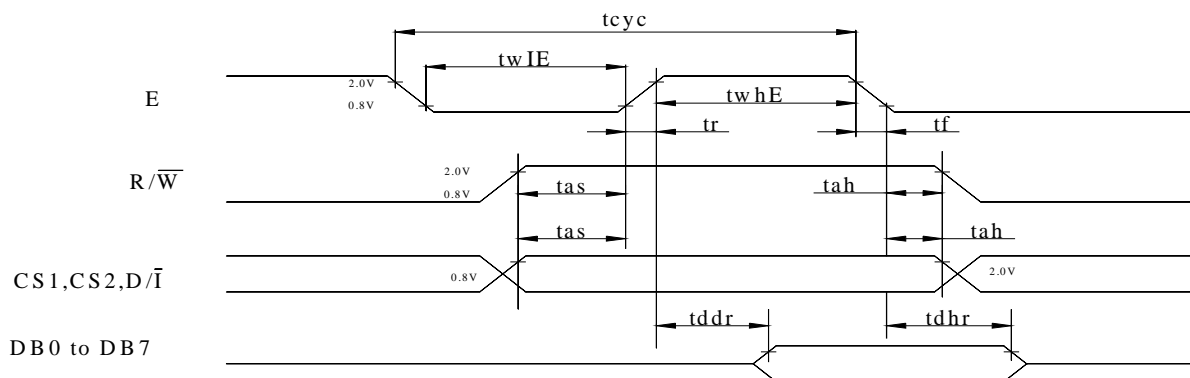 tcyc
twIE
2.0V
E
twhE
0.8V
tr
tf
R/W̅
2.0V
0.8V
tas
tah
tas
tah
CS1,CS2,D/I̅
0.8V
2.0V
tddr
tdhr
DB0 to DB7